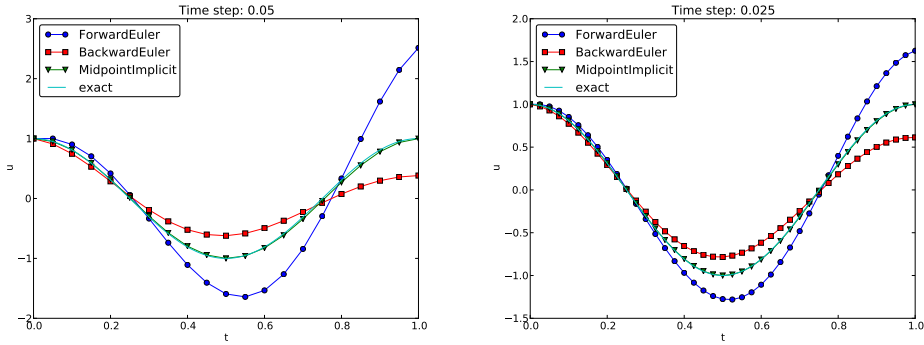 Time step: 0.05
3
2
1
0
−1
−2
u
ForwardEuler
BackwardEuler
MidpointImplicit
exact
0.0 0.2 0.4 0.6 0.8 1.0
t
Time step: 0.025
2.0
1.5
1.0
0.5
0.0
−0.5
−1.0
−1.5
u
ForwardEuler
BackwardEuler
MidpointImplicit
exact
0.0 0.2 0.4 0.6 0.8 1.0
t